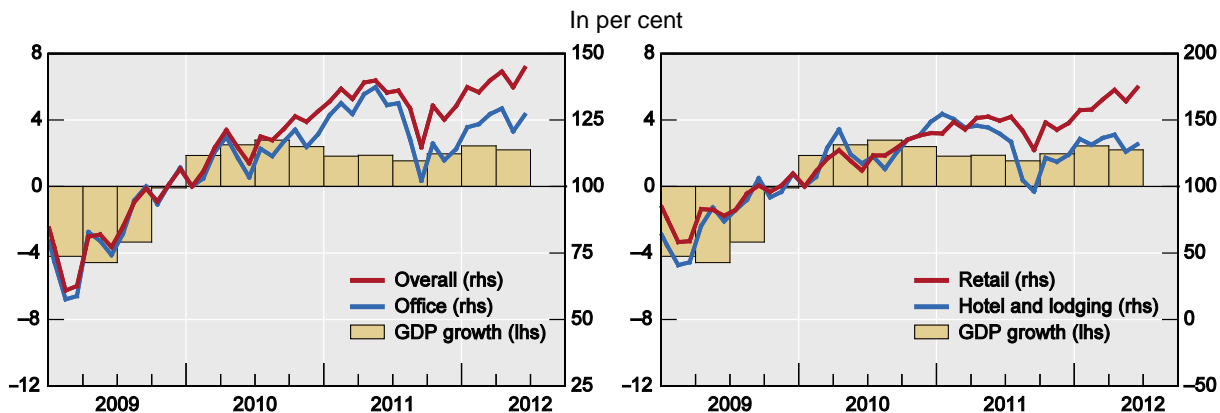 In per cent
8 150 8 200
4 125 4 150
0 100 0 100
–4 75 –4 50
Overall (rhs) Retail (rhs)
Office (rhs) Hotel and lodging (rhs)
–8 50 –8 0
GDP growth (lhs) GDP growth (lhs)
–12 25 –12 –50
2009 2010 2011 2012 2009 2010 2011 2012